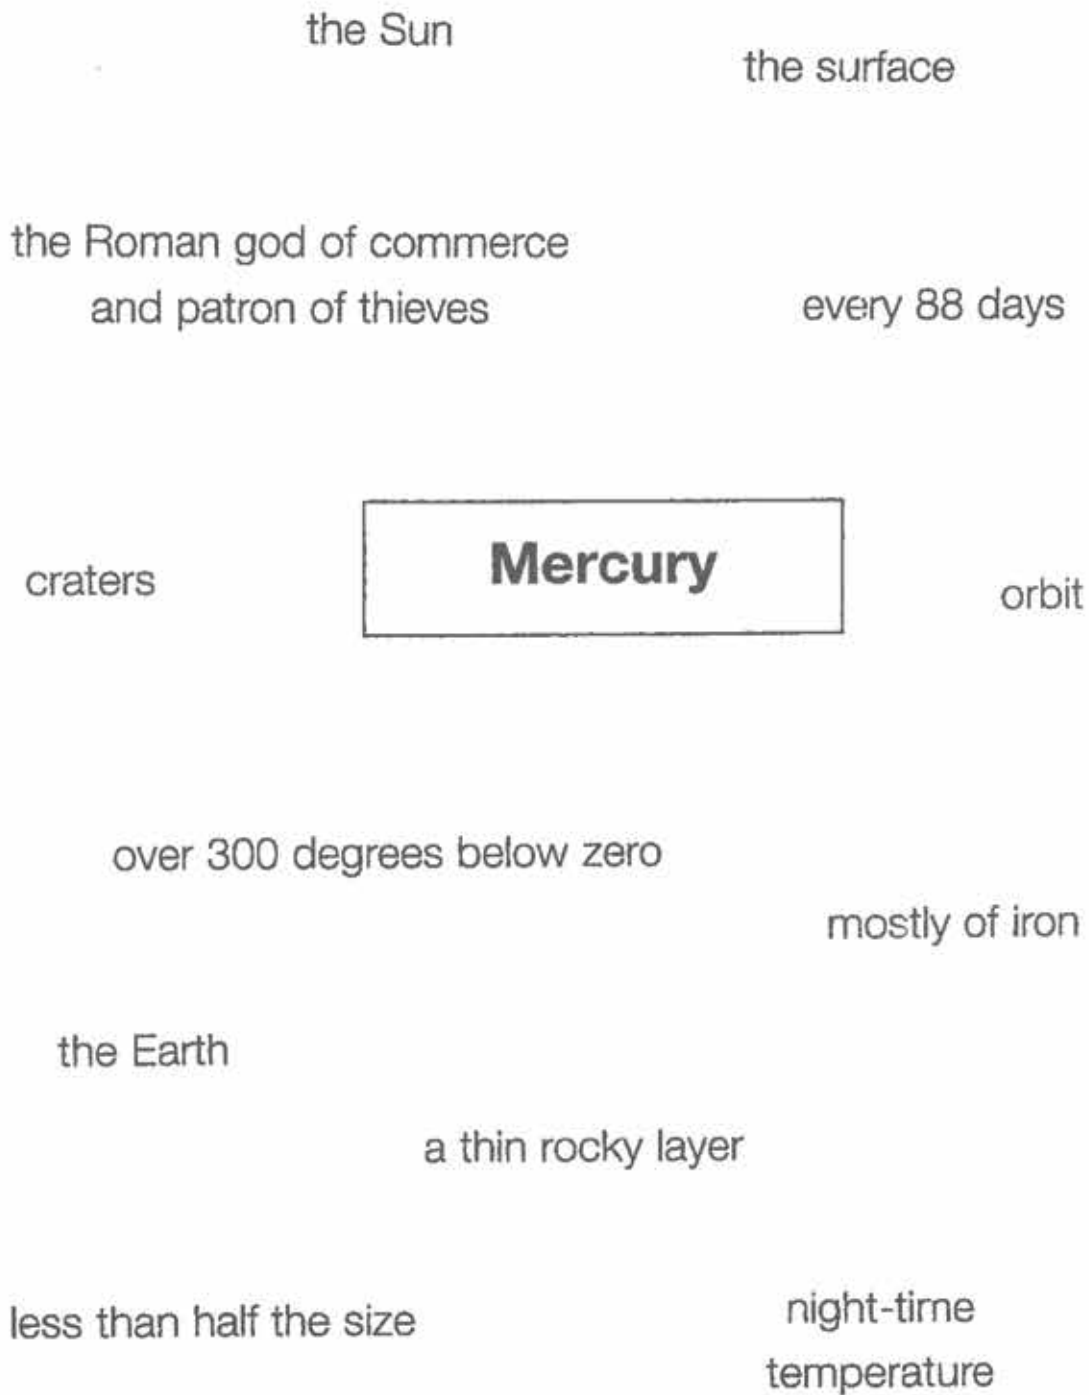 the Sun
the surface
the Roman god of commerce
and patron of thieves
every 88 days
craters
Mercury
orbit
over 300 degrees below zero
mostly of iron
the Earth
a thin rocky layer
less than half the size
night-time
temperature